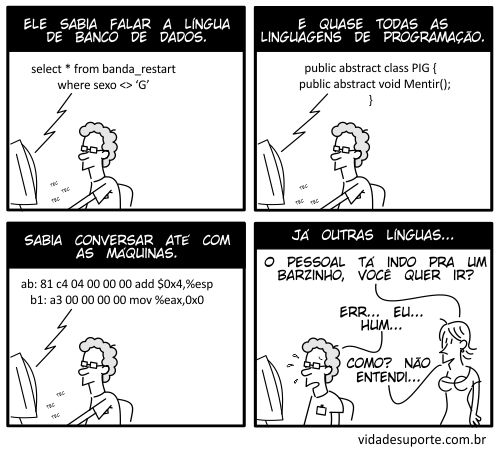 ELE SABIA FALAR A LÍNGUA
DE BANCO DE DADOS.
select * from banda_restart
where sexo <> 'G'
TEC
TEC
TEC
E QUASE TODAS AS
LINGUAGENS DE PROGRAMAÇÃO.
public abstract class PIG {
public abstract void Mentir();
}
TEC
TEC
TEC
SABIA CONVERSAR ATÉ COM
AS MÁQUINAS.
ab: 81 c4 04 00 00 00 add $0x4,%esp
b1: a3 00 00 00 00 mov %eax,0x0
TEC
TEC
TEC
JÁ OUTRAS LÍNGUAS...
O PESSOAL TÁ INDO PRA UM
BARZINHO, VOCÊ QUER IR?
ERR... EU...
HUM...
COMO? NÃO
ENTENDI...
vidadesuporte.com.br